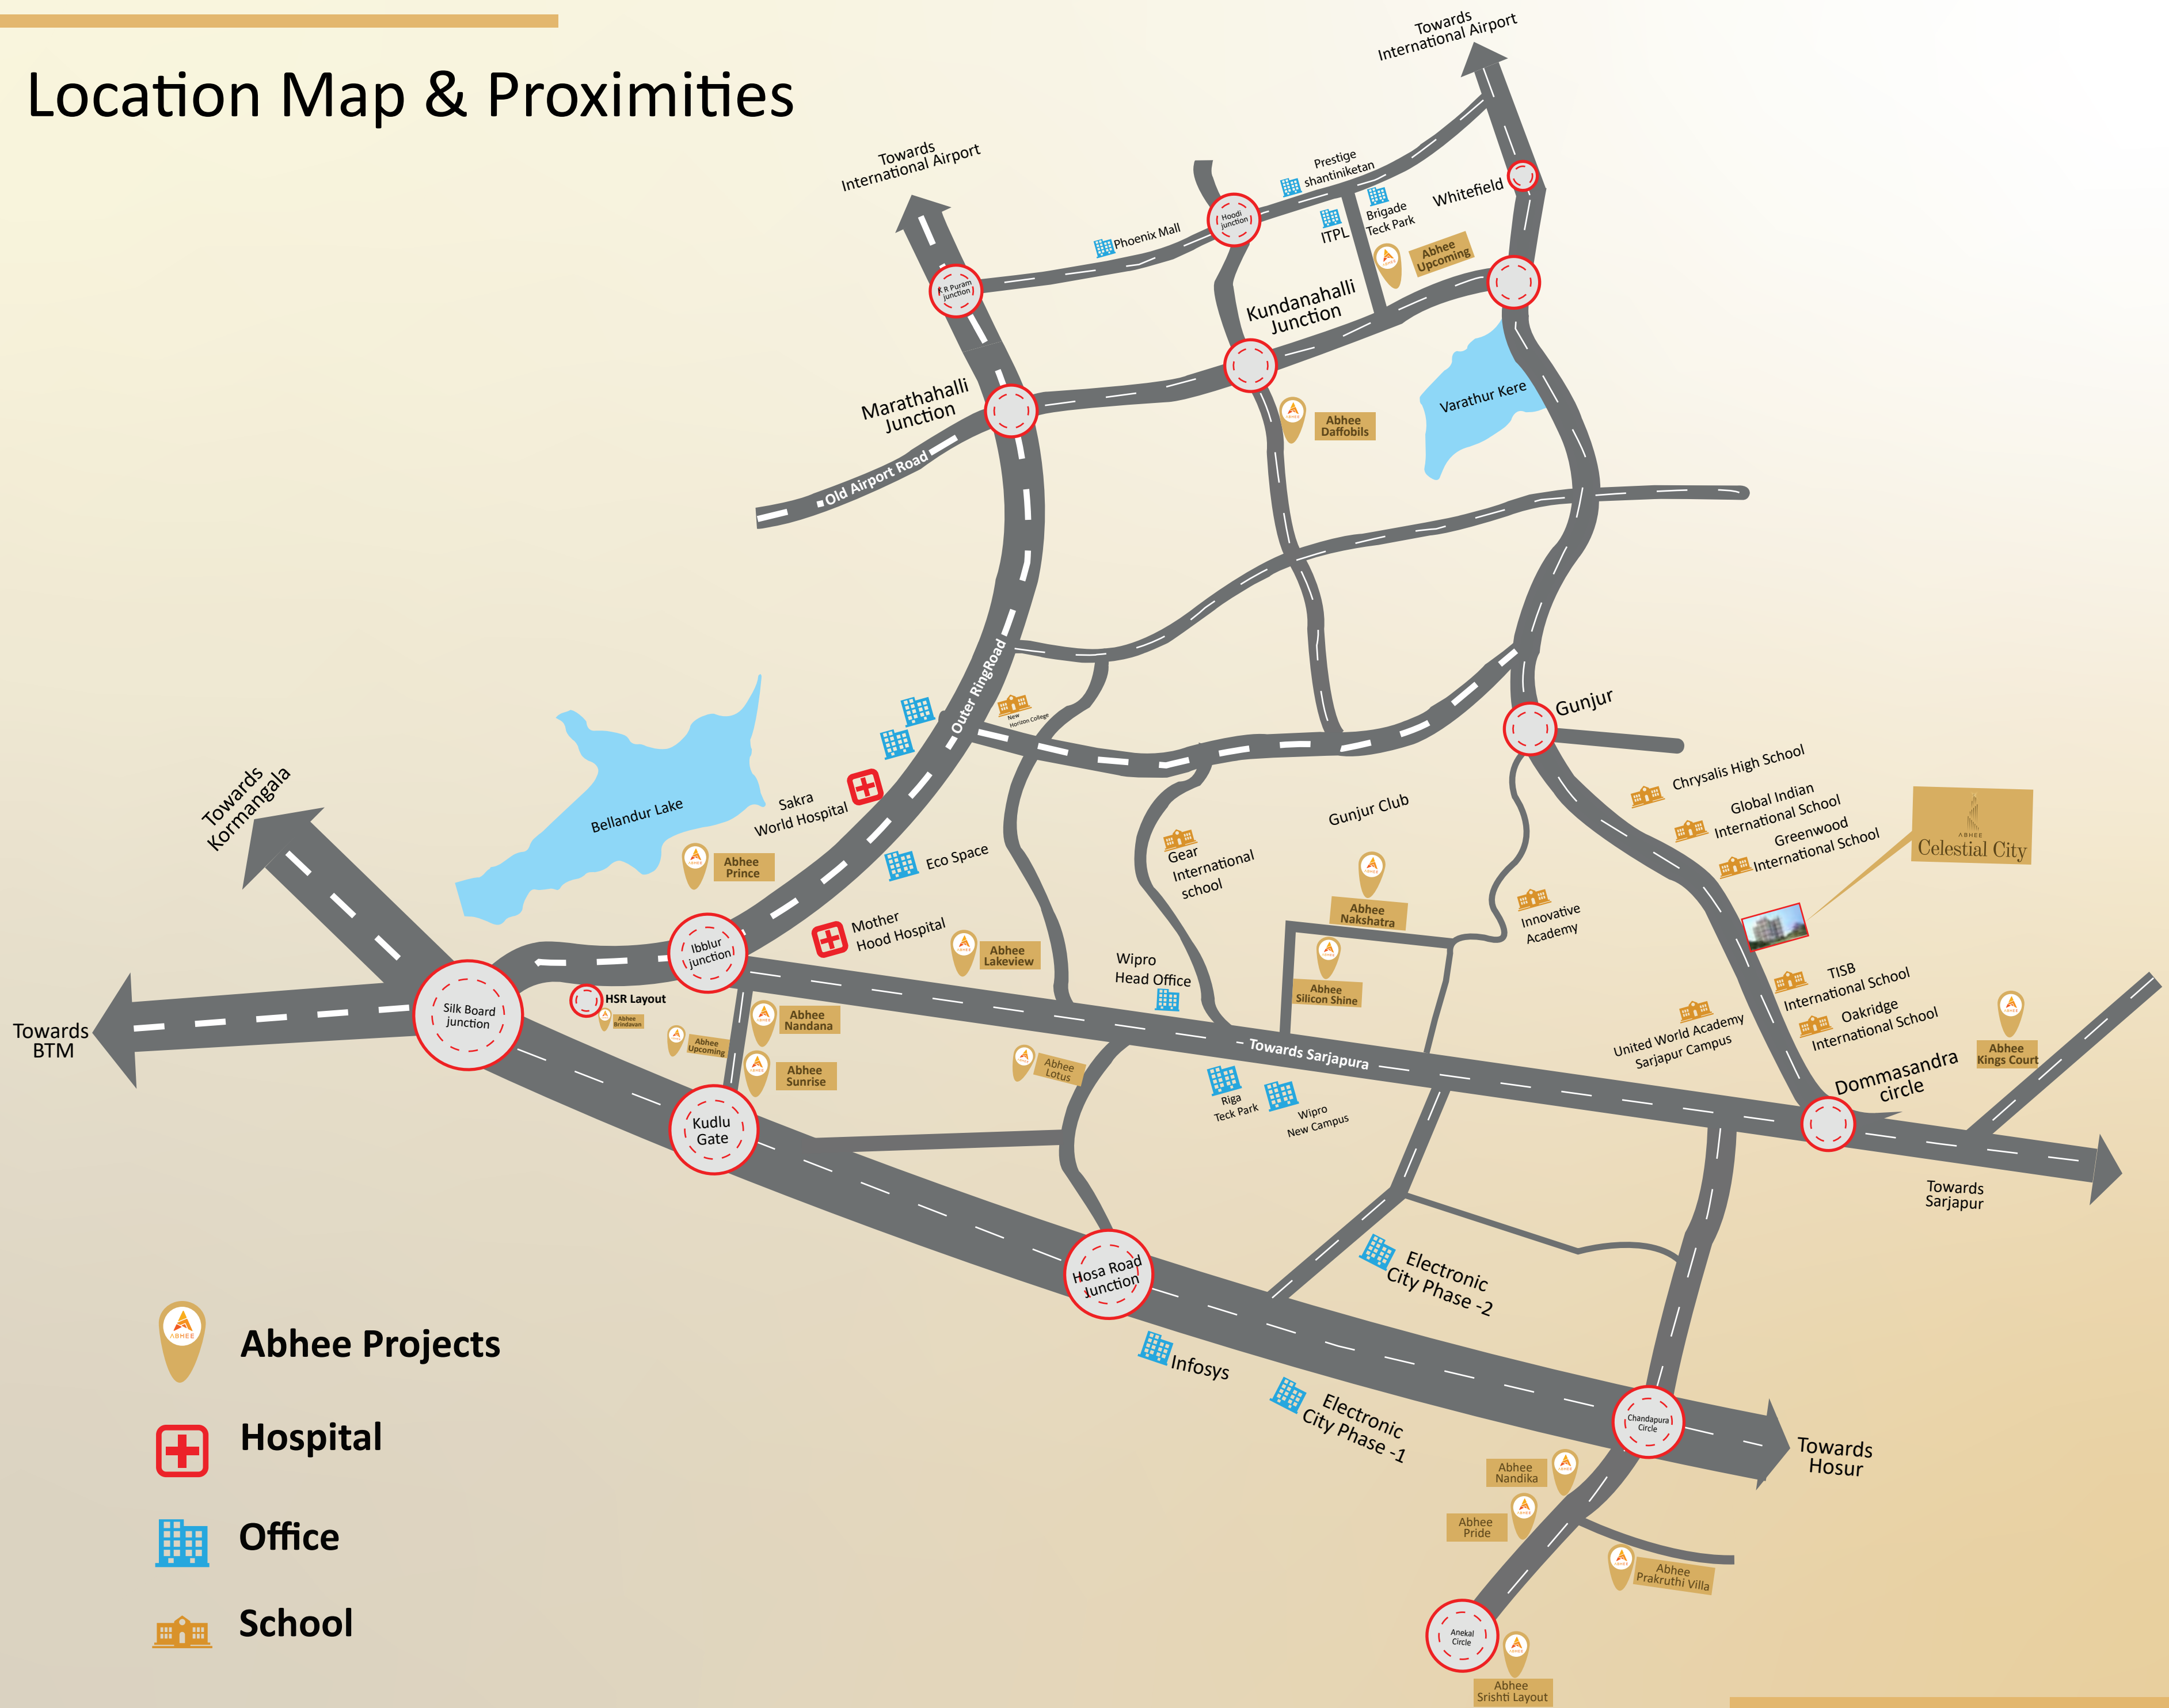 Location Map & Proximities
Towards
International Airport
Towards
International Airport
Prestige
shantiniketan
Hoodi
junction
Whitefield
Brigade
Teck Park
ITPL
Phoenix Mall
Abhee
Upcoming
K R Puram
junction
Kundanahalli
Junction
Marathahalli
Junction
Varathur Kere
Abhee
Daffobils
Old Airport Road
Outer RingRoad
New
Horizon College
Gunjur
Towards
Kormangala
Bellandur Lake
Sakra
World Hospital
Chrysalis High School
Global Indian
International School
Greenwood
International School
ABHEE
Celestial City
Gunjur Club
Gear
International
school
Eco Space
Abhee
Prince
Abhee
Nakshatra
Innovative
Academy
Mother
Hood Hospital
Ibblur
junction
Abhee
Lakeview
Wipro
Head Office
Abhee
Silicon Shine
TISB
International School
Oakridge
International School
United World Academy
Sarjapur Campus
Abhee
Kings Court
Silk Board
junction
HSR Layout
Abhee
Brindavan
Abhee
Upcoming
Abhee
Nandana
Abhee
Sunrise
Towards
BTM
Abhee
Lotus
Towards Sarjapura
Riga
Teck Park
Wipro
New Campus
Dommasandra
circle
Kudlu
Gate
Towards
Sarjapur
Hosa Road
Junction
Electronic
City Phase -2
Infosys
Electronic
City Phase -1
Chandapura
Circle
Towards
Hosur
Abhee
Nandika
Abhee
Pride
Abhee
Prakruthi Villa
Anekal
Circle
Abhee
Srishti Layout
ABHEE
Abhee Projects
Hospital
Office
School